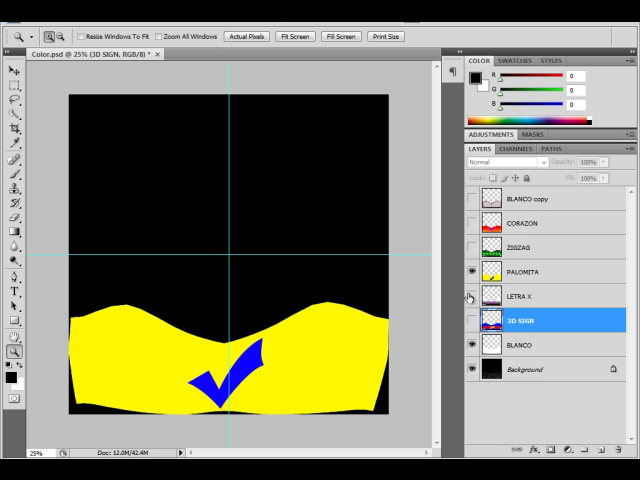 Resize Windows To Fit
Zoom All Windows
Actual Pixels
Fit Screen
Fill Screen
Print Size
Color.psd @ 25% (3D SIGN, RGB/8) * ×
COLOR SWATCHES STYLES
R 0
G 0
B 0
ADJUSTMENTS MASKS
LAYERS CHANNELS PATHS
Normal Opacity: 100%
Lock: Fill: 100%
BLANCO copy
CORAZON
ZIGZAG
PALOMITA
LETRA X
3D SIGN
BLANCO
Background
25% Doc: 12.0M/42.4M